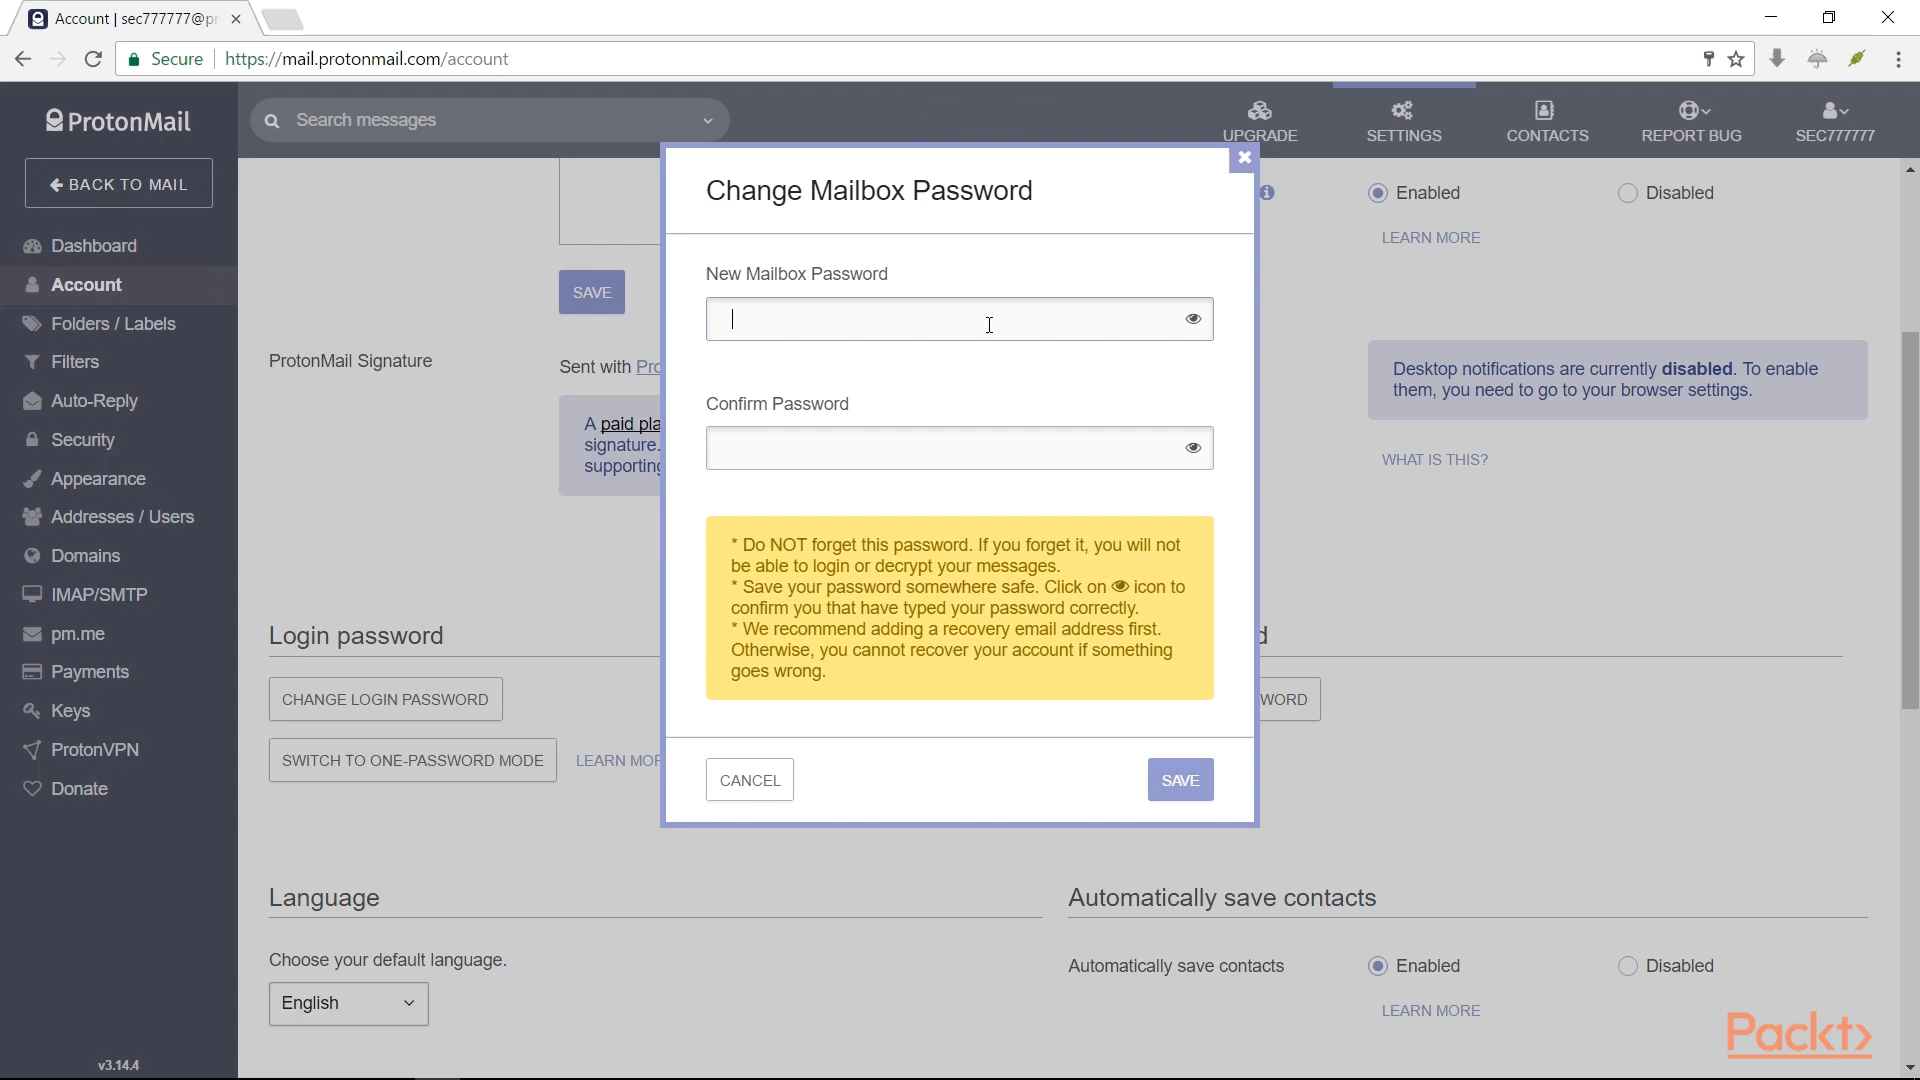 Account | sec777777@pr
Secure
https://mail.protonmail.com/account
ProtonMail
Search messages
UPGRADE
SETTINGS
CONTACTS
REPORT BUG
SEC777777
BACK TO MAIL
Dashboard
Account
Folders / Labels
Filters
Auto-Reply
Security
Appearance
Addresses / Users
Domains
IMAP/SMTP
pm.me
Payments
Keys
ProtonVPN
Donate
v3.14.4
SAVE
ProtonMail Signature
Sent with Pro
A paid pla
signature.
supporting
Login password
CHANGE LOGIN PASSWORD
SWITCH TO ONE-PASSWORD MODE
LEARN MOR
Language
Choose your default language.
English
Change Mailbox Password
New Mailbox Password
Confirm Password
* Do NOT forget this password. If you forget it, you will not
be able to login or decrypt your messages.
* Save your password somewhere safe. Click on icon to
confirm you that have typed your password correctly.
* We recommend adding a recovery email address first.
Otherwise, you cannot recover your account if something
goes wrong.
CANCEL
SAVE
Enabled
Disabled
LEARN MORE
Desktop notifications are currently disabled. To enable
them, you need to go to your browser settings.
WHAT IS THIS?
d
WORD
Automatically save contacts
Automatically save contacts
Enabled
Disabled
LEARN MORE
Packt>